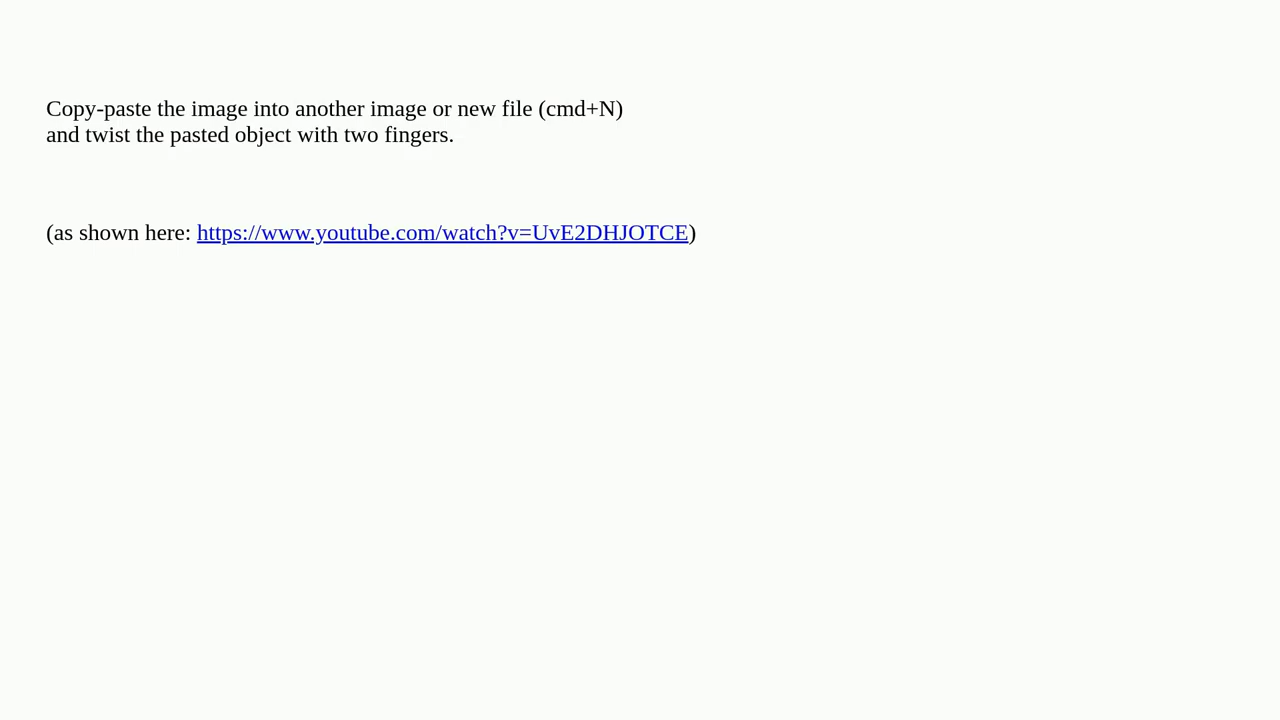 Copy-paste the image into another image or new file (cmd+N)
and twist the pasted object with two fingers.
(as shown here: https://www.youtube.com/watch?v=UvE2DHJOTCE)